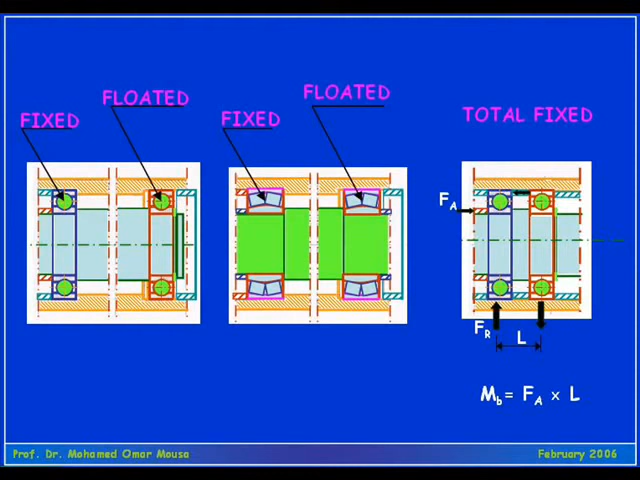 FIXED
FLOATED
FIXED
FLOATED
TOTAL FIXED
FA
FR
L
Mb = FA x L
Prof. Dr. Mohamed Omar Mousa
February 2006